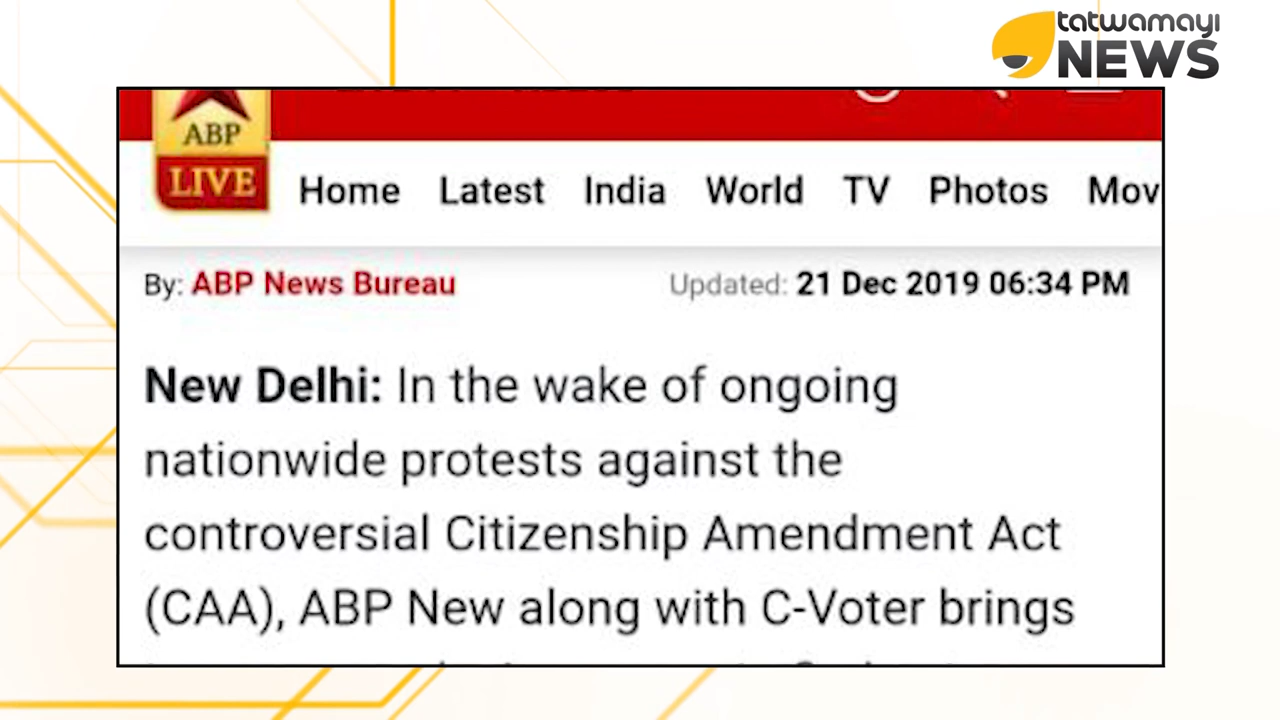 tatwamayi
NEWS
ABP
LIVE
Home Latest India World TV Photos Mov
By: ABP News Bureau Updated: 21 Dec 2019 06:34 PM
New Delhi: In the wake of ongoing
nationwide protests against the
controversial Citizenship Amendment Act
(CAA), ABP New along with C-Voter brings